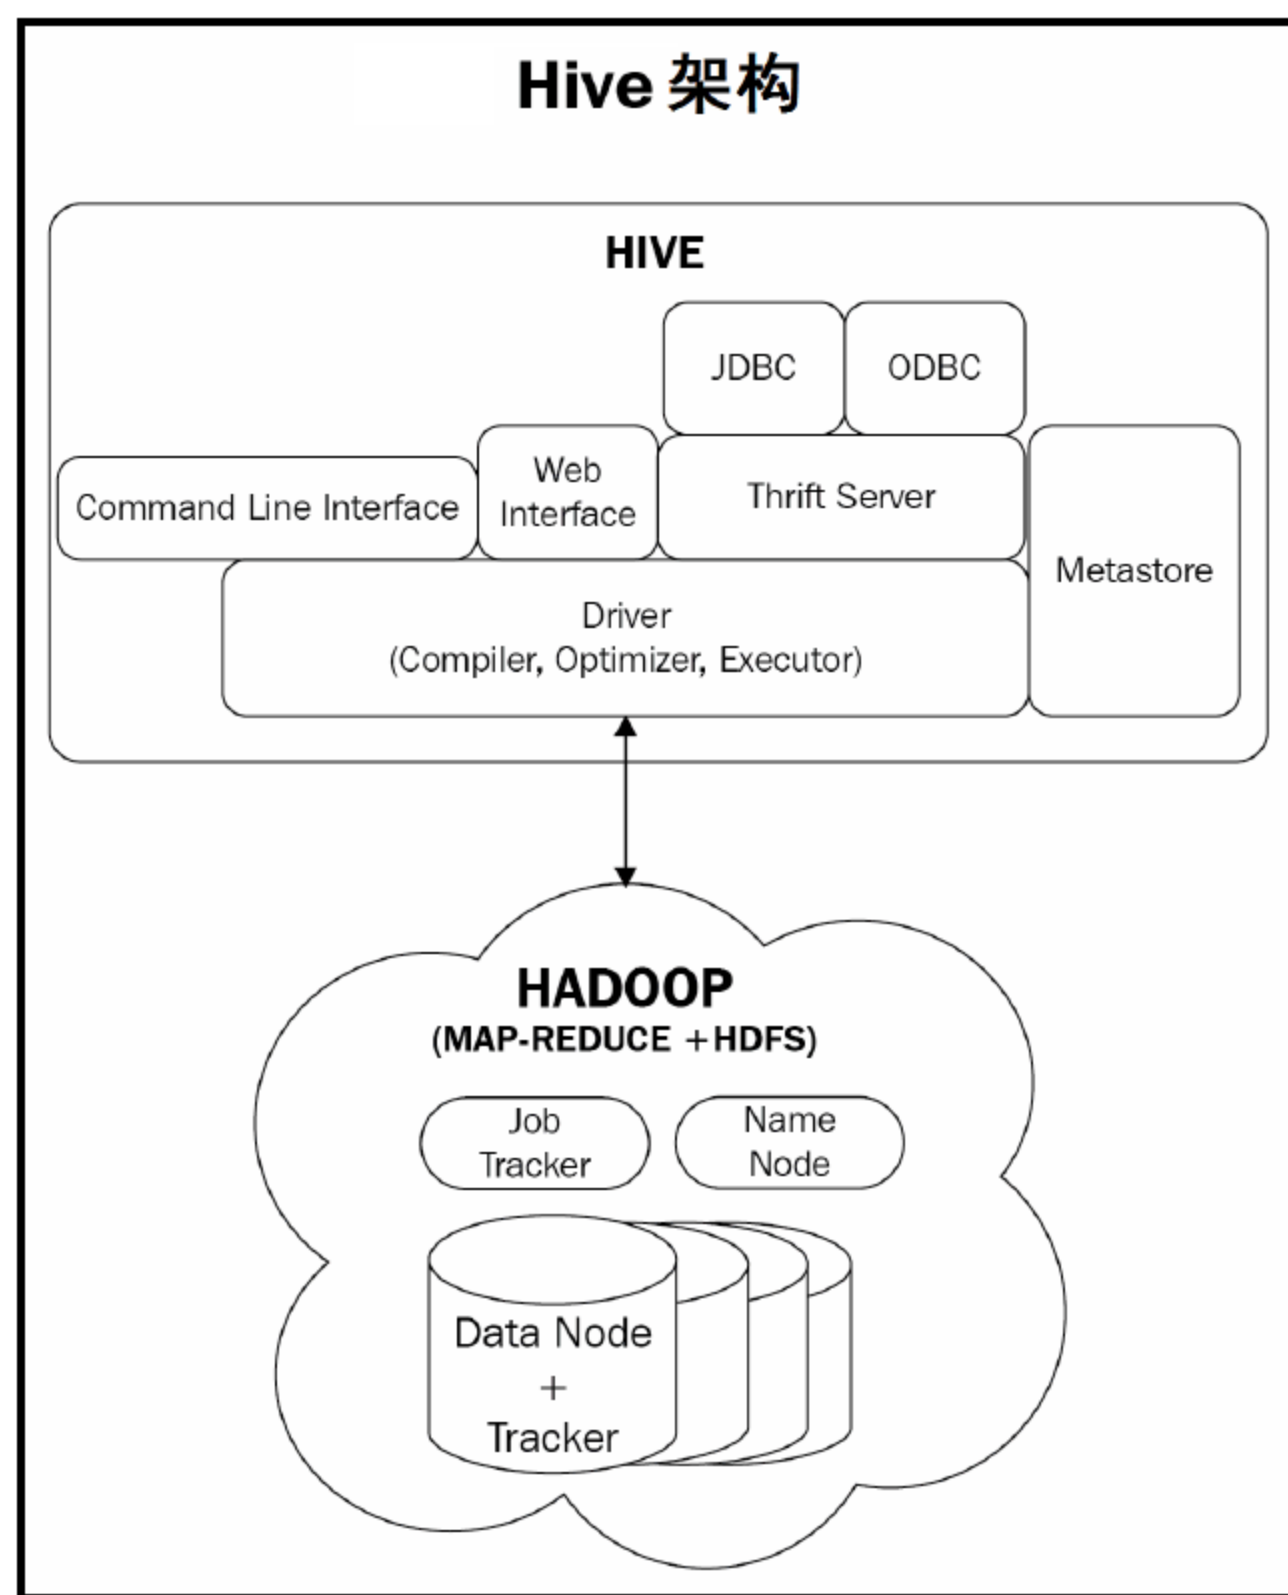 Hive 架构
HIVE
JDBC
ODBC
Command Line Interface
Web
Interface
Thrift Server
Metastore
Driver
(Compiler, Optimizer, Executor)
HADOOP
(MAP-REDUCE +HDFS)
Job
Tracker
Name
Node
Data Node
+
Tracker